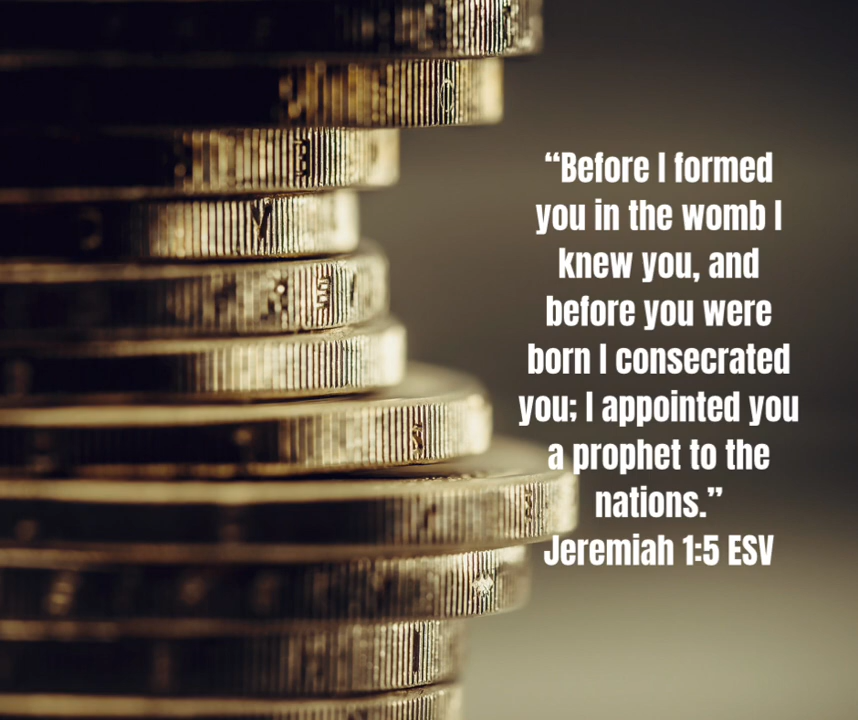 “Before I formed
you in the womb I
knew you, and
before you were
born I consecrated
you; I appointed you
a prophet to the
nations.”
Jeremiah 1:5 ESV